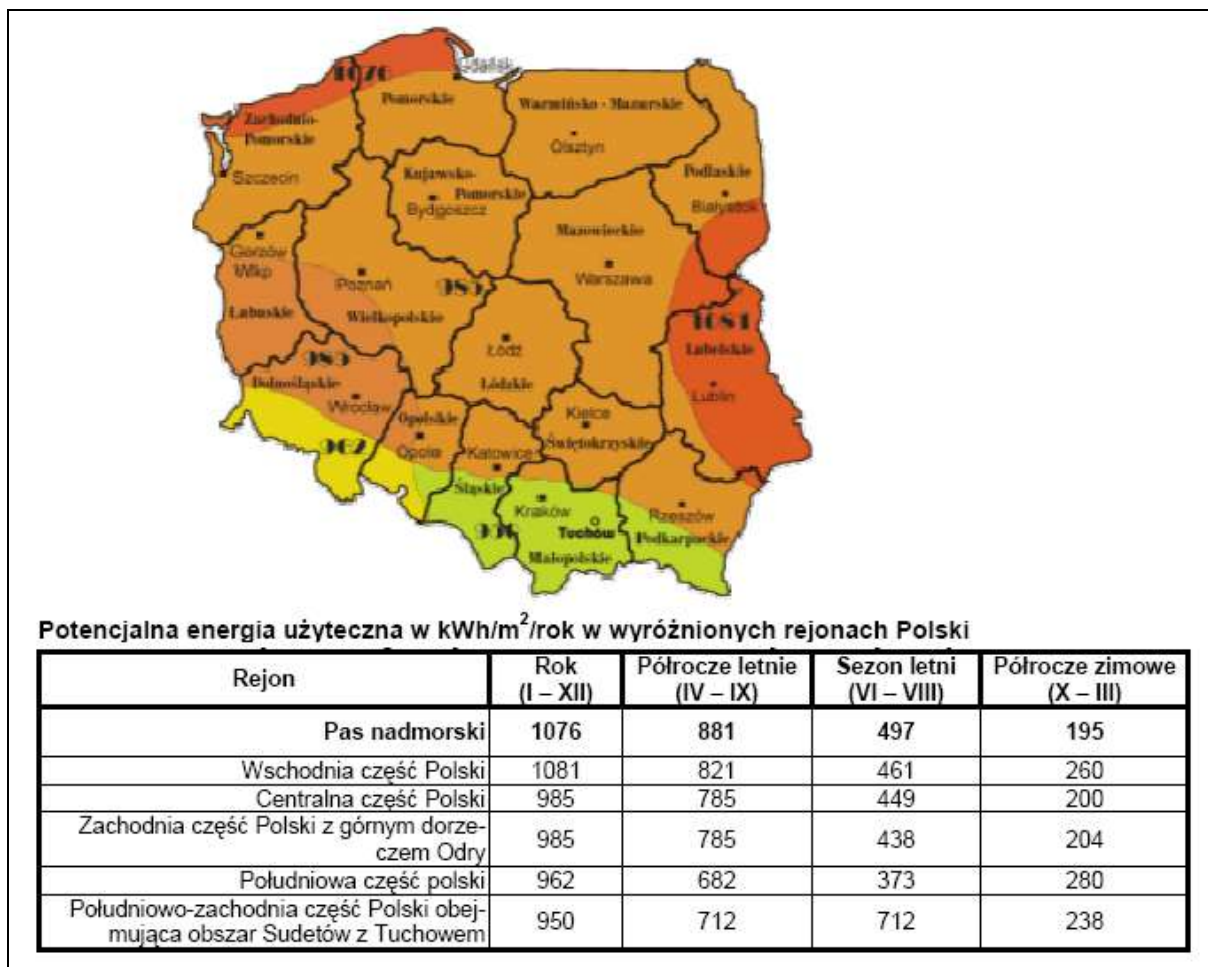 Gdańsk
1076
Pomorskie
Warmińsko - Mazurskie
Zachodnio-
Pomorskie
Olsztyn
Szczecin
Kujawsko-
Pomorskie
Bydgoszcz
Podlaskie
Białystok
Gorzów
Wlkp
Mazowieckie
Poznań
985
Warszawa
Lubuskie
Wielkopolskie
1081
Lubelskie
Łódź
Łódzkie
Lublin
Dolnośląskie
Wrocław
Opolskie
Opole
Kielce
Świętokrzyskie
962
Katowice
Śląskie
Kraków
Tuchów
Rzeszów
Podkarpackie
Małopolskie
Potencjalna energia użyteczna w kWh/m²/rok w wyróżnionych rejonach Polski
Rejon Rok (I – XII) Półrocze letnie (IV – IX) Sezon letni (VI – VIII) Półrocze zimowe (X – III)
Pas nadmorski 1076 881 497 195
Wschodnia część Polski 1081 821 461 260
Centralna część Polski 985 785 449 200
Zachodnia część Polski z górnym dorze-
czem Odry 985 785 438 204
Południowa część polski 962 682 373 280
Południowo-zachodnia część Polski obej-
mująca obszar Sudetów z Tuchowem 950 712 712 238